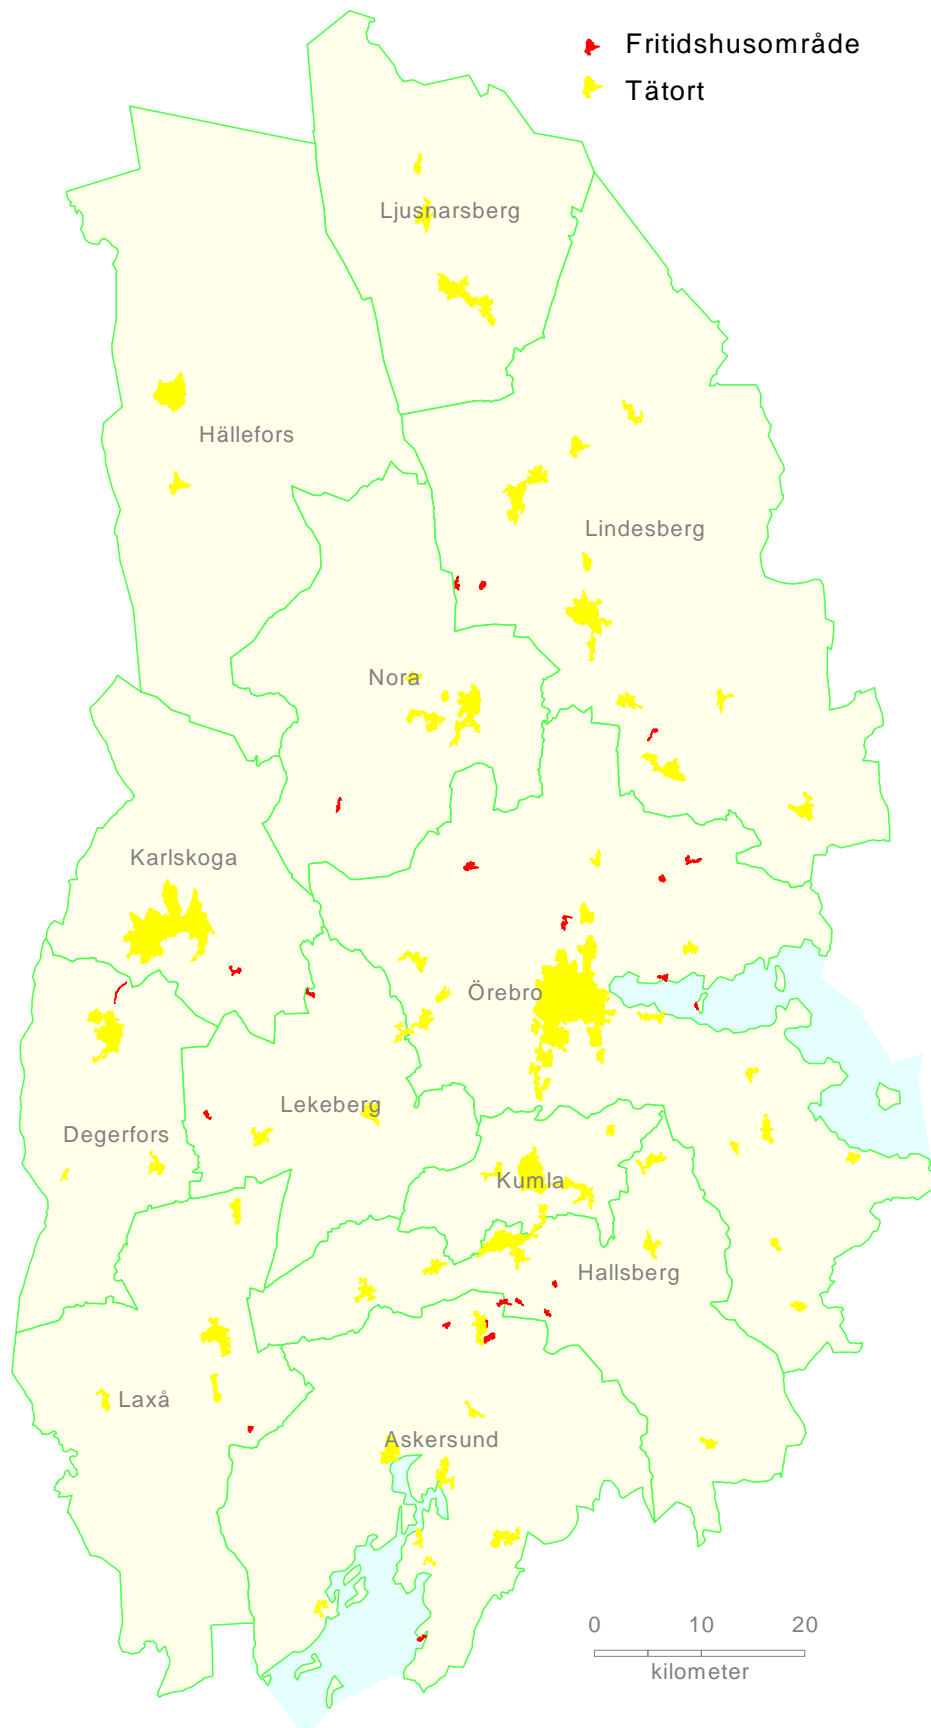 Fritidshusområde
Tätort
Ljusnarsberg
Hällefors
Lindesberg
Nora
Karlskoga
Örebro
Lekeberg
Degerfors
Kumla
Hallsberg
Laxå
Askersund
0 10 20
kilometer